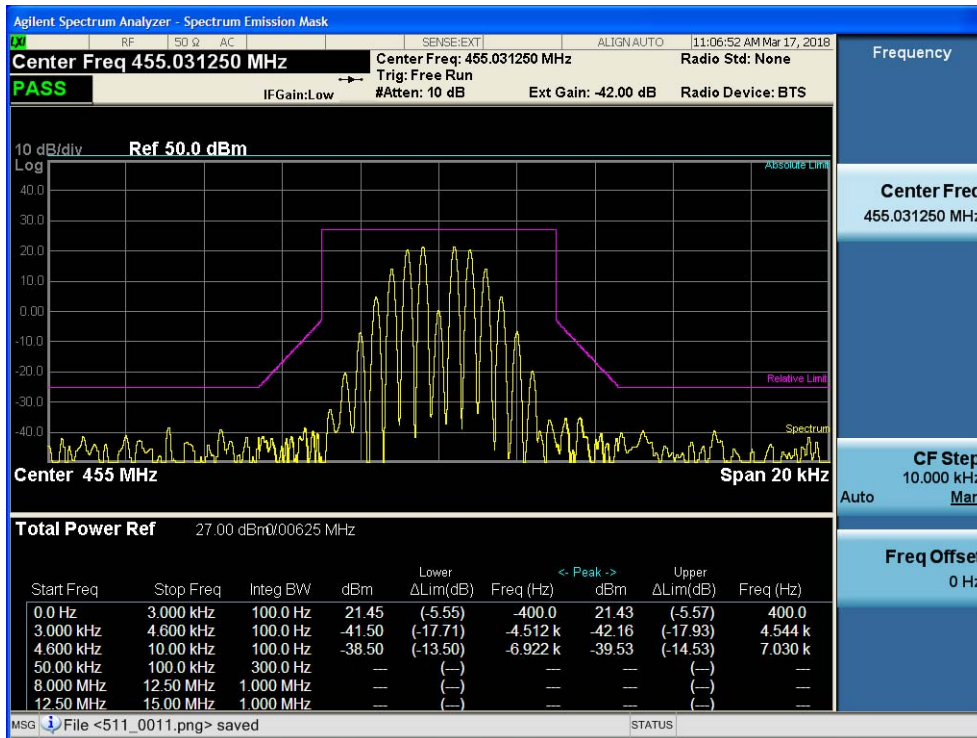 Agilent Spectrum Analyzer - Spectrum Emission Mask
LXI RF 50 Ω AC SENSE:EXT ALIGN AUTO 11:06:52 AM Mar 17, 2018
Center Freq 455.031250 MHz
Center Freq: 455.031250 MHz
Radio Std: None
Trig: Free Run
PASS
IFGain:Low
#Atten: 10 dB
Ext Gain: -42.00 dB
Radio Device: BTS
10 dB/div Ref 50.0 dBm
Log
Absolute Limit
40.0
30.0
20.0
10.0
0.00
-10.0
-20.0
Relative Limit
-30.0
-40.0
Spectrum
Center 455 MHz
Span 20 kHz
Total Power Ref 27.00 dBm/0.00625 MHz
Lower <- Peak -> Upper
Start Freq Stop Freq Integ BW dBm ΔLim(dB) Freq (Hz) dBm ΔLim(dB) Freq (Hz)
0.0 Hz 3.000 kHz 100.0 Hz 21.45 (-5.55) -400.0 21.43 (-5.57) 400.0
3.000 kHz 4.600 kHz 100.0 Hz -41.50 (-17.71) -4.512 k -42.16 (-17.93) 4.544 k
4.600 kHz 10.00 kHz 100.0 Hz -38.50 (-13.50) -6.922 k -39.53 (-14.53) 7.030 k
50.00 kHz 100.0 kHz 300.0 Hz --- (---) --- --- (---) ---
8.000 MHz 12.50 MHz 1.000 MHz --- (---) --- --- (---) ---
12.50 MHz 15.00 MHz 1.000 MHz --- (---) --- --- (---) ---
MSG File <511_0011.png> saved
STATUS
Frequency
Center Freq
455.031250 MHz
CF Step
10.000 kHz
Auto Man
Freq Offset
0 Hz